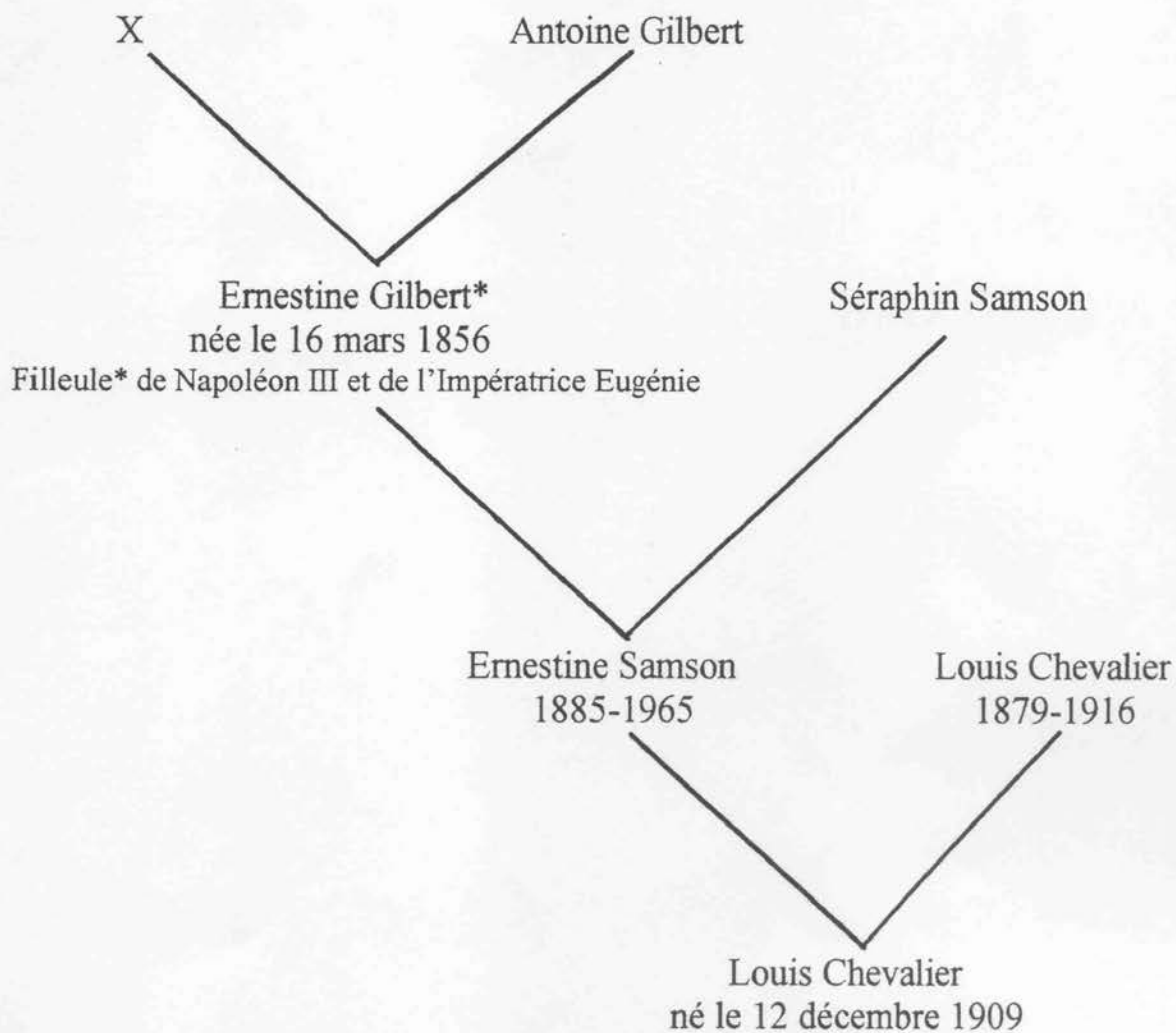 X
Antoine Gilbert
Ernestine Gilbert*
née le 16 mars 1856
Filleule* de Napoléon III et de l'Impératrice Eugénie
Séraphin Samson
Ernestine Samson
1885-1965
Louis Chevalier
1879-1916
Louis Chevalier
né le 12 décembre 1909